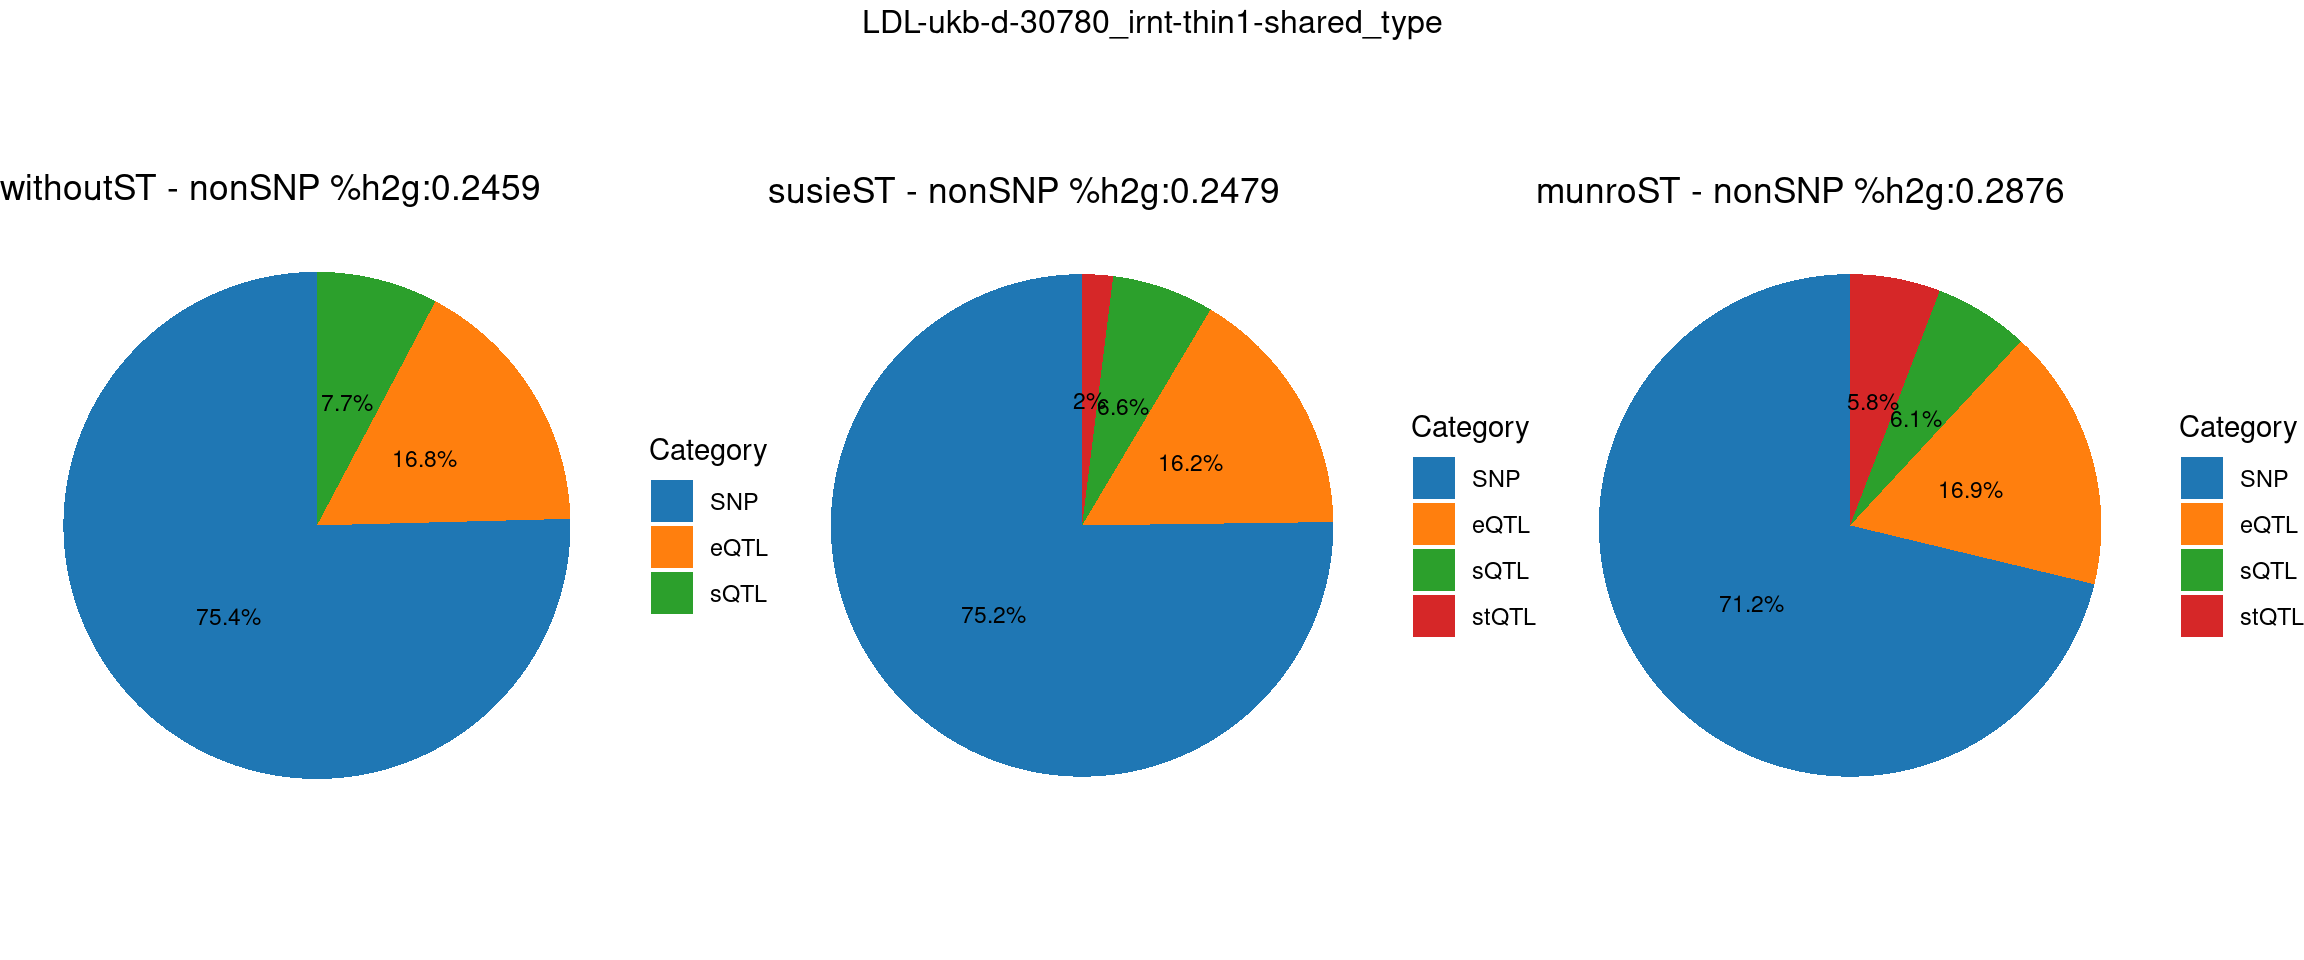 LDL-ukb-d-30780_irnt-thin1-shared_type
withoutST - nonSNP %h2g:0.2459
7.7%
16.8%
75.4%
Category
SNP
eQTL
sQTL
susieST - nonSNP %h2g:0.2479
2%
6.6%
16.2%
75.2%
Category
SNP
eQTL
sQTL
stQTL
munroST - nonSNP %h2g:0.2876
5.8%
6.1%
16.9%
71.2%
Category
SNP
eQTL
sQTL
stQTL